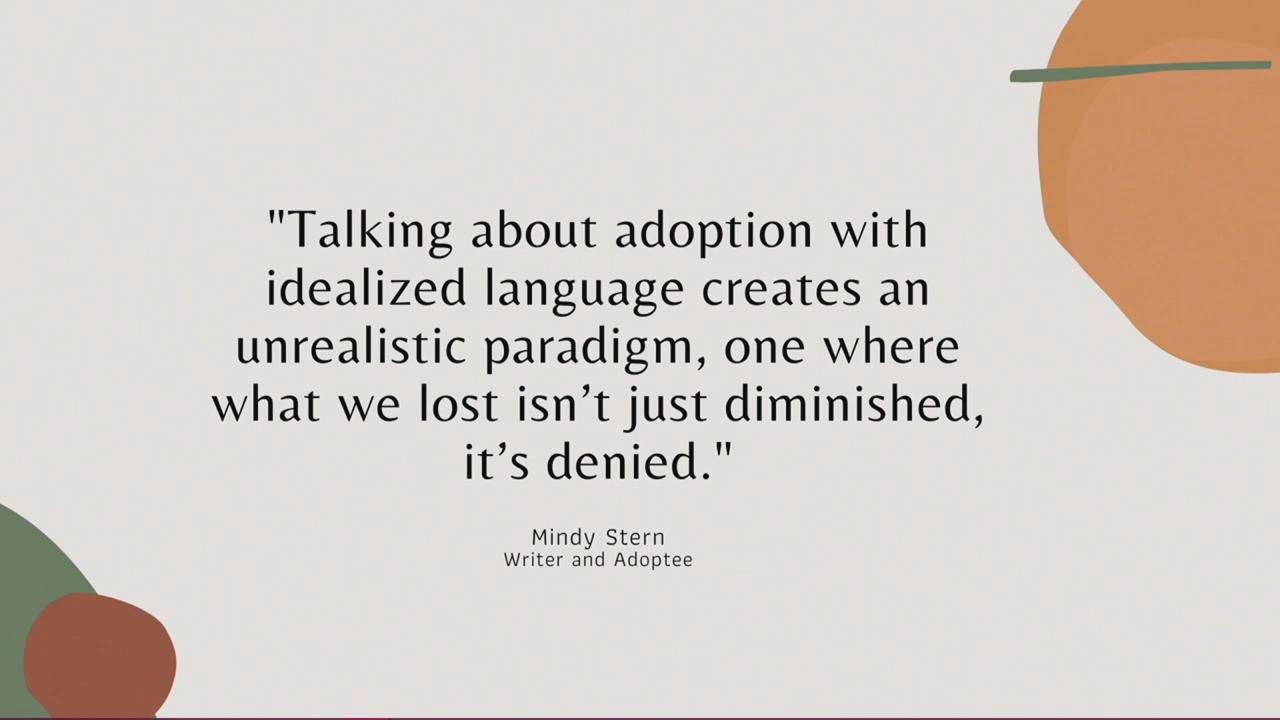 "Talking about adoption with
idealized language creates an
unrealistic paradigm, one where
what we lost isn’t just diminished,
it’s denied."
Mindy Stern
Writer and Adoptee